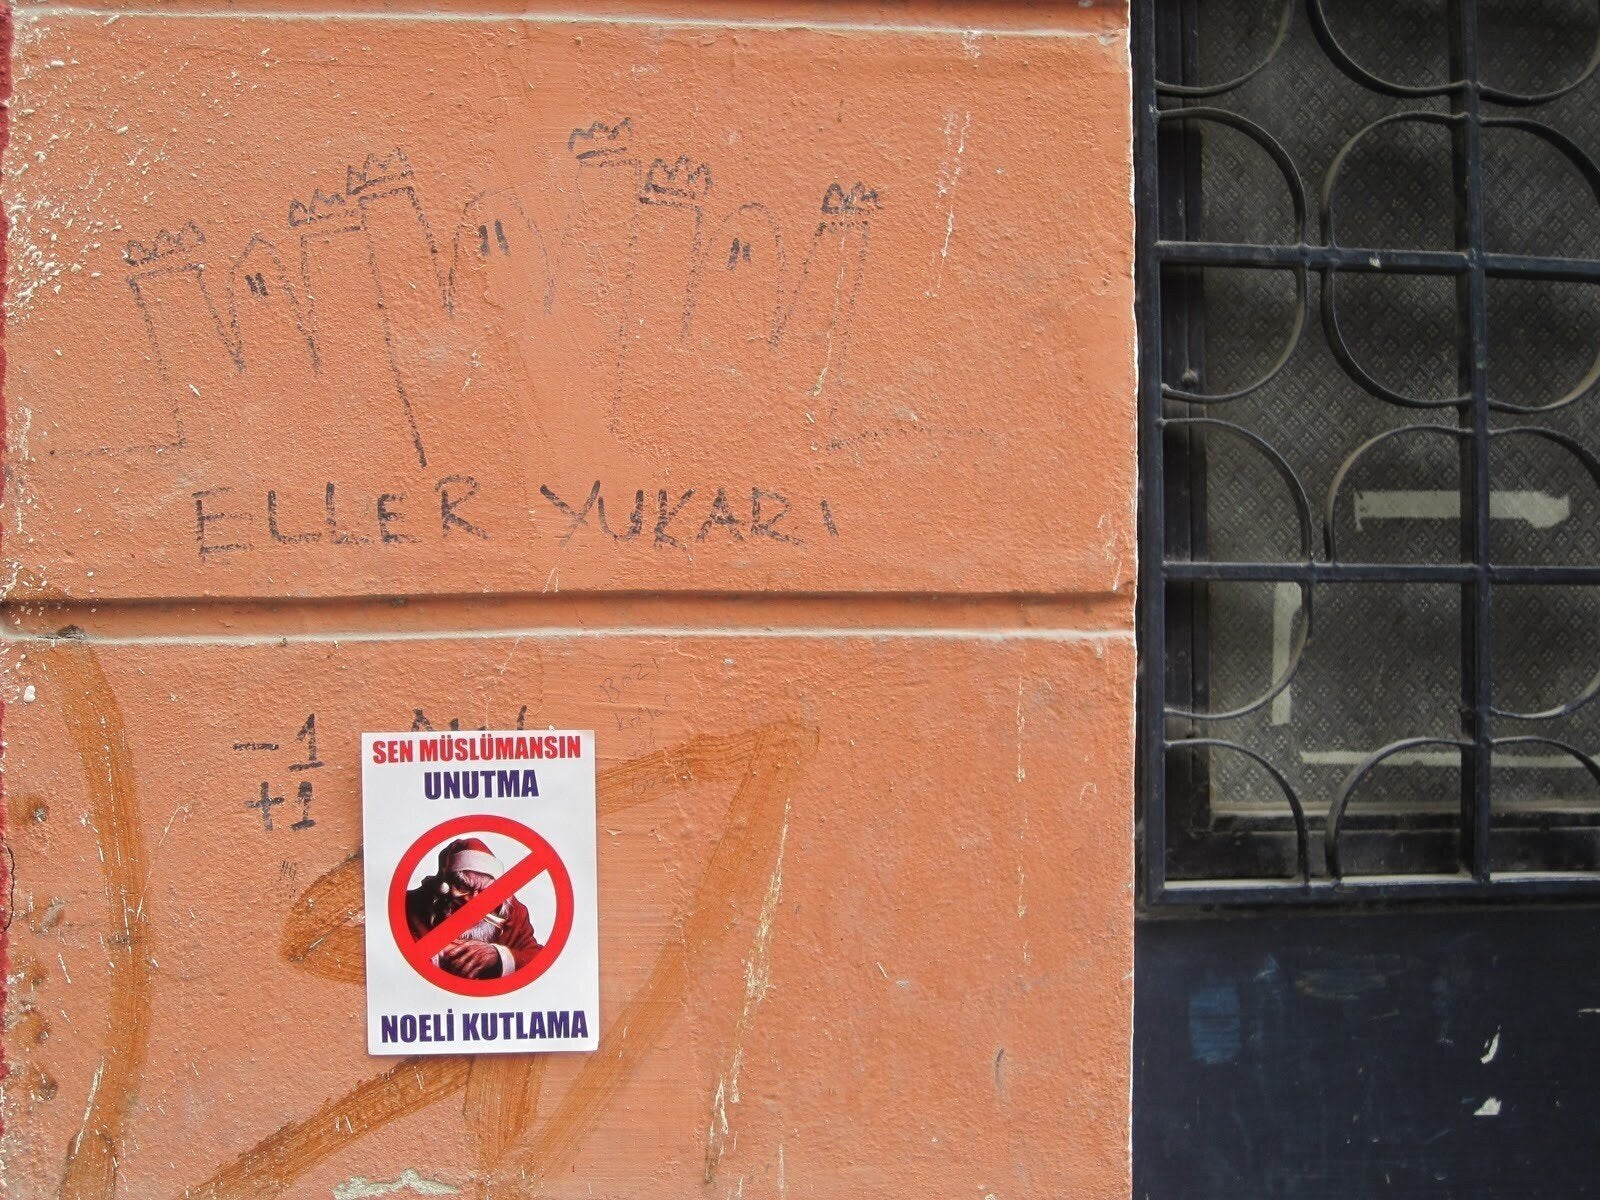 ELLER YUKARI
-1
+1
SEN MÜSLÜMANSIN
UNUTMA
NOELİ KUTLAMA